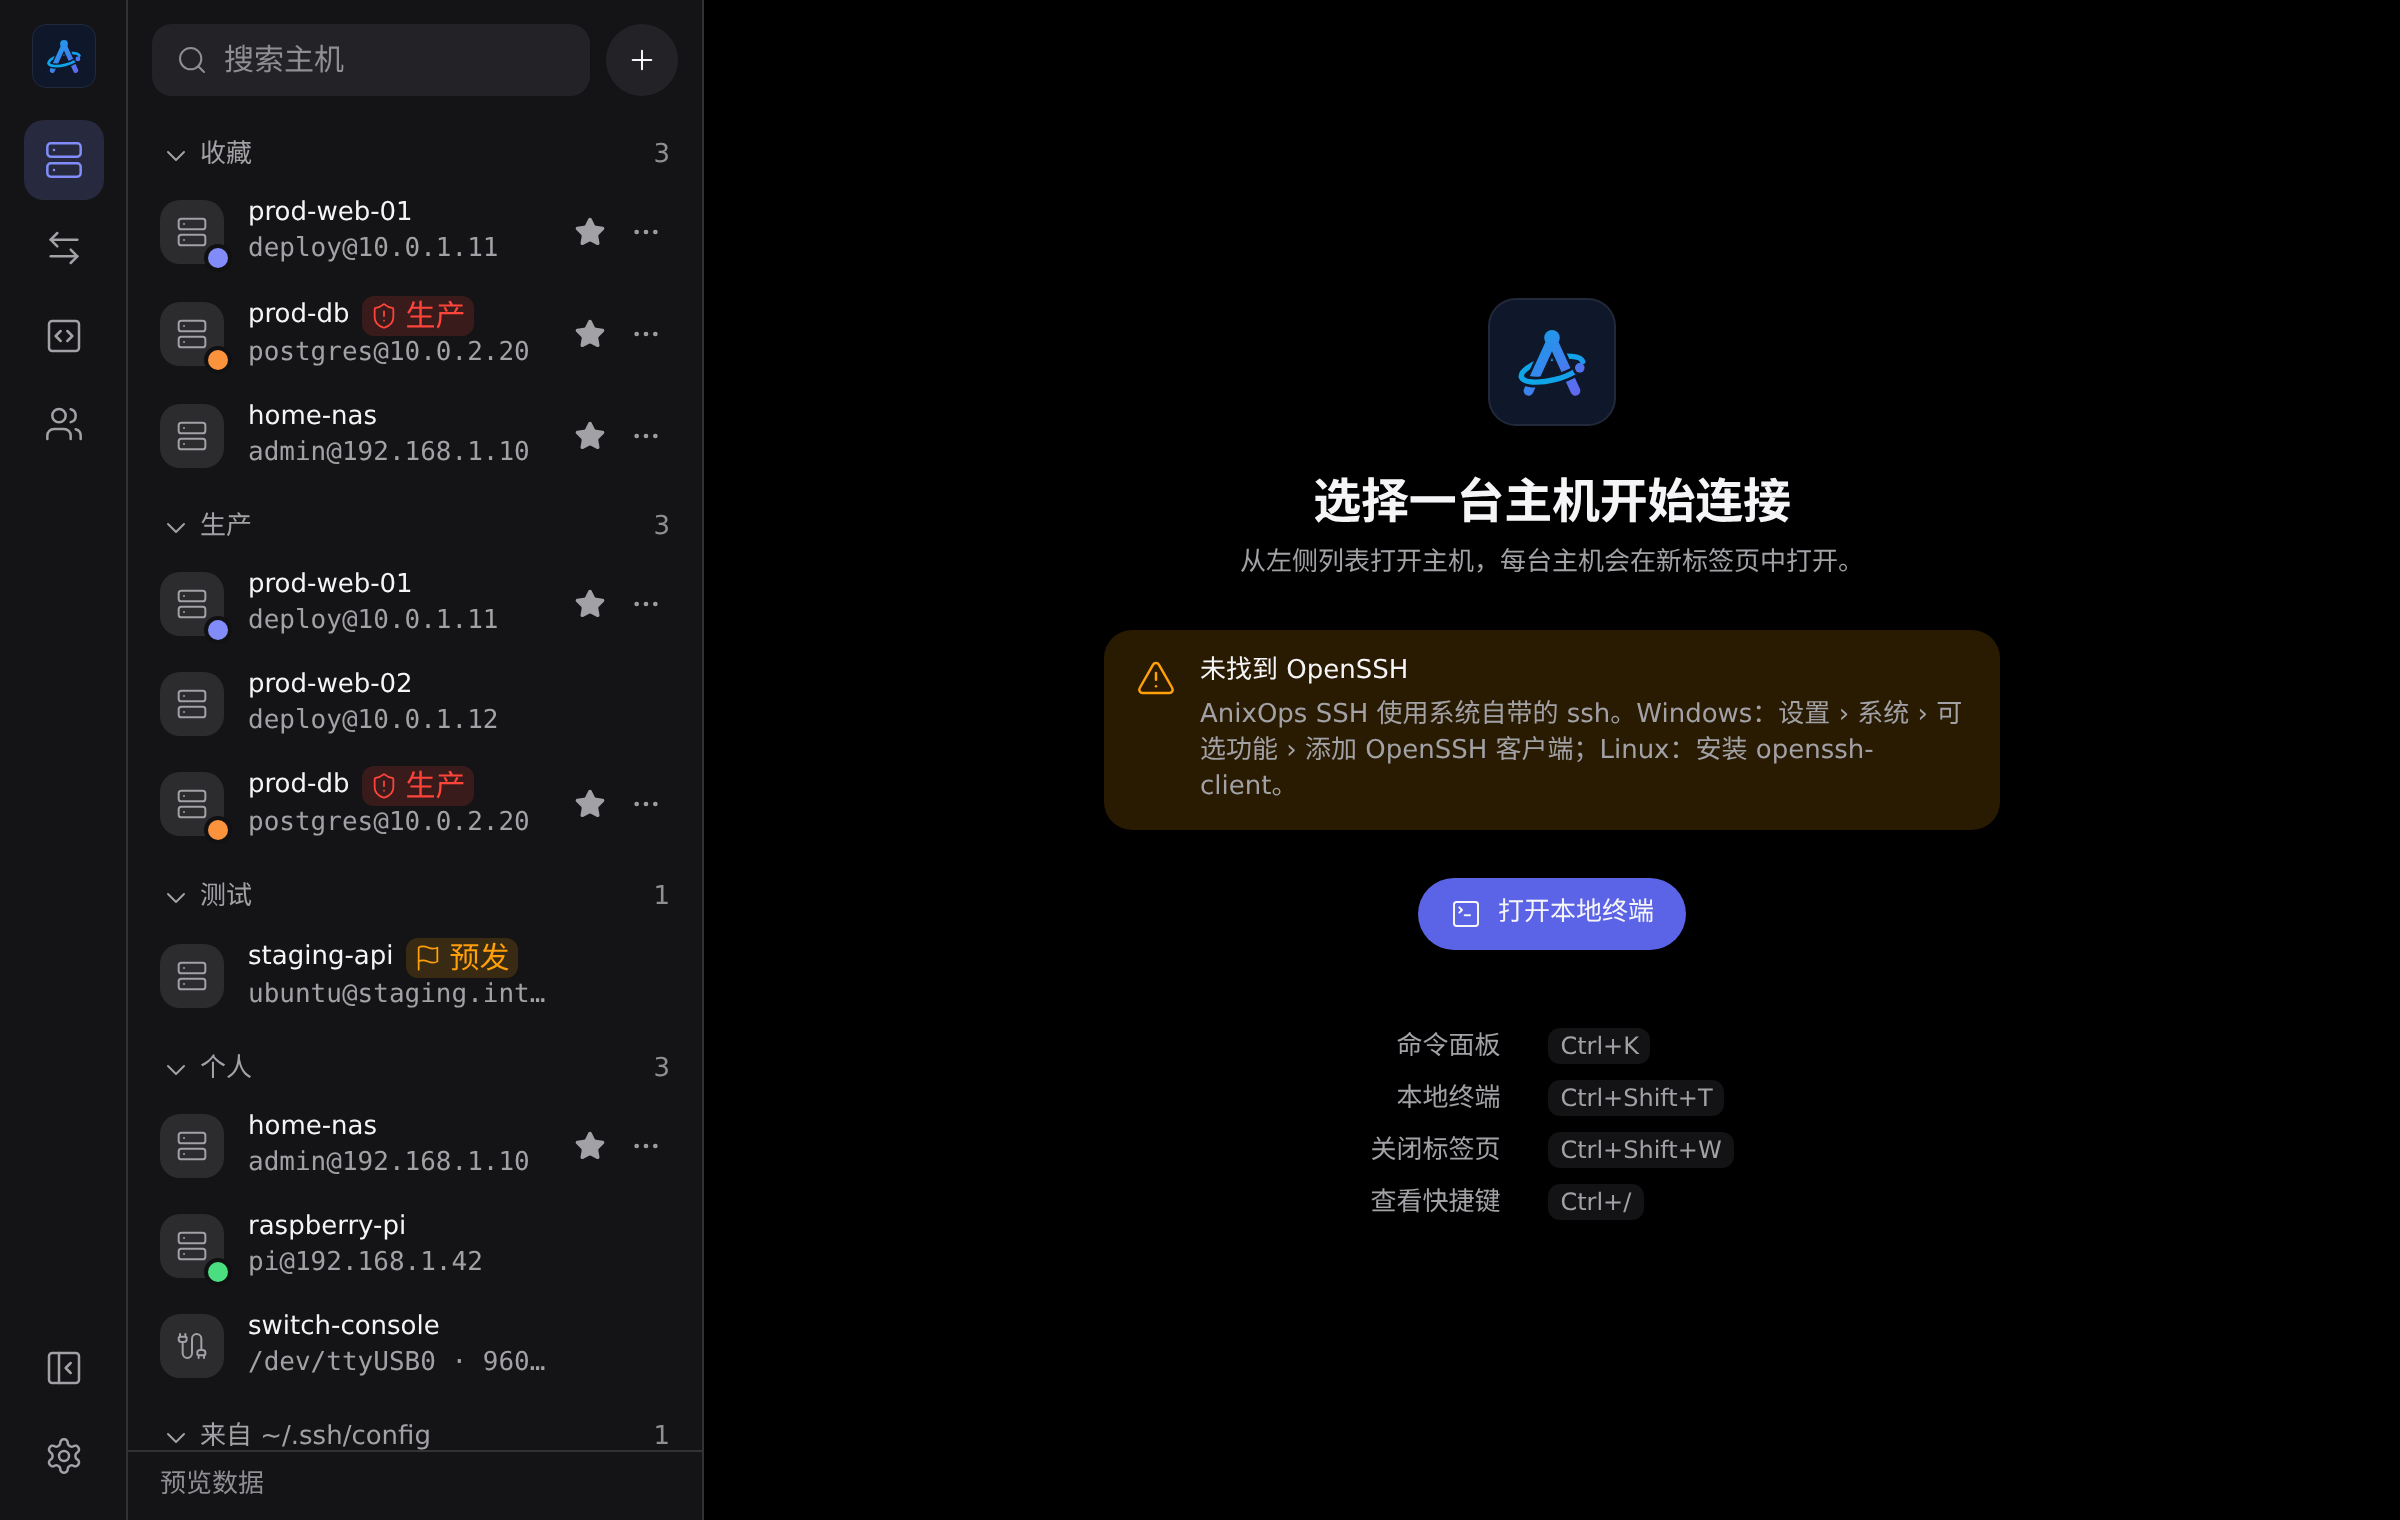 搜索主机
收藏 3
prod-web-01
deploy@10.0.1.11
prod-db 生产
postgres@10.0.2.20
home-nas
admin@192.168.1.10
生产 3
prod-web-01
deploy@10.0.1.11
prod-web-02
deploy@10.0.1.12
prod-db 生产
postgres@10.0.2.20
测试 1
staging-api 预发
ubuntu@staging.int…
个人 3
home-nas
admin@192.168.1.10
raspberry-pi
pi@192.168.1.42
switch-console
/dev/ttyUSB0 · 960…
来自 ~/.ssh/config 1
预览数据
选择一台主机开始连接
从左侧列表打开主机，每台主机会在新标签页中打开。
未找到 OpenSSH
AnixOps SSH 使用系统自带的 ssh。Windows：设置 › 系统 › 可
选功能 › 添加 OpenSSH 客户端；Linux：安装 openssh-
client。
打开本地终端
命令面板 Ctrl+K
本地终端 Ctrl+Shift+T
关闭标签页 Ctrl+Shift+W
查看快捷键 Ctrl+/